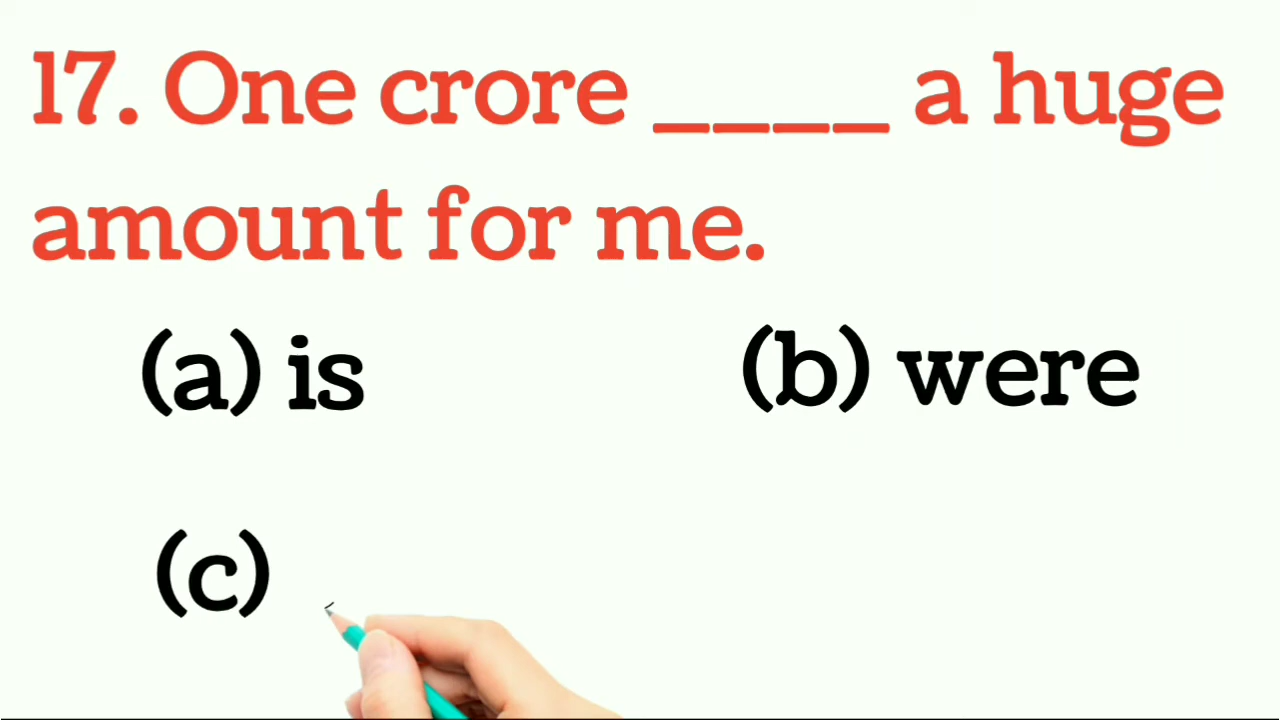 17. One crore ____ a huge
amount for me.
(a) is (b) were
(c)